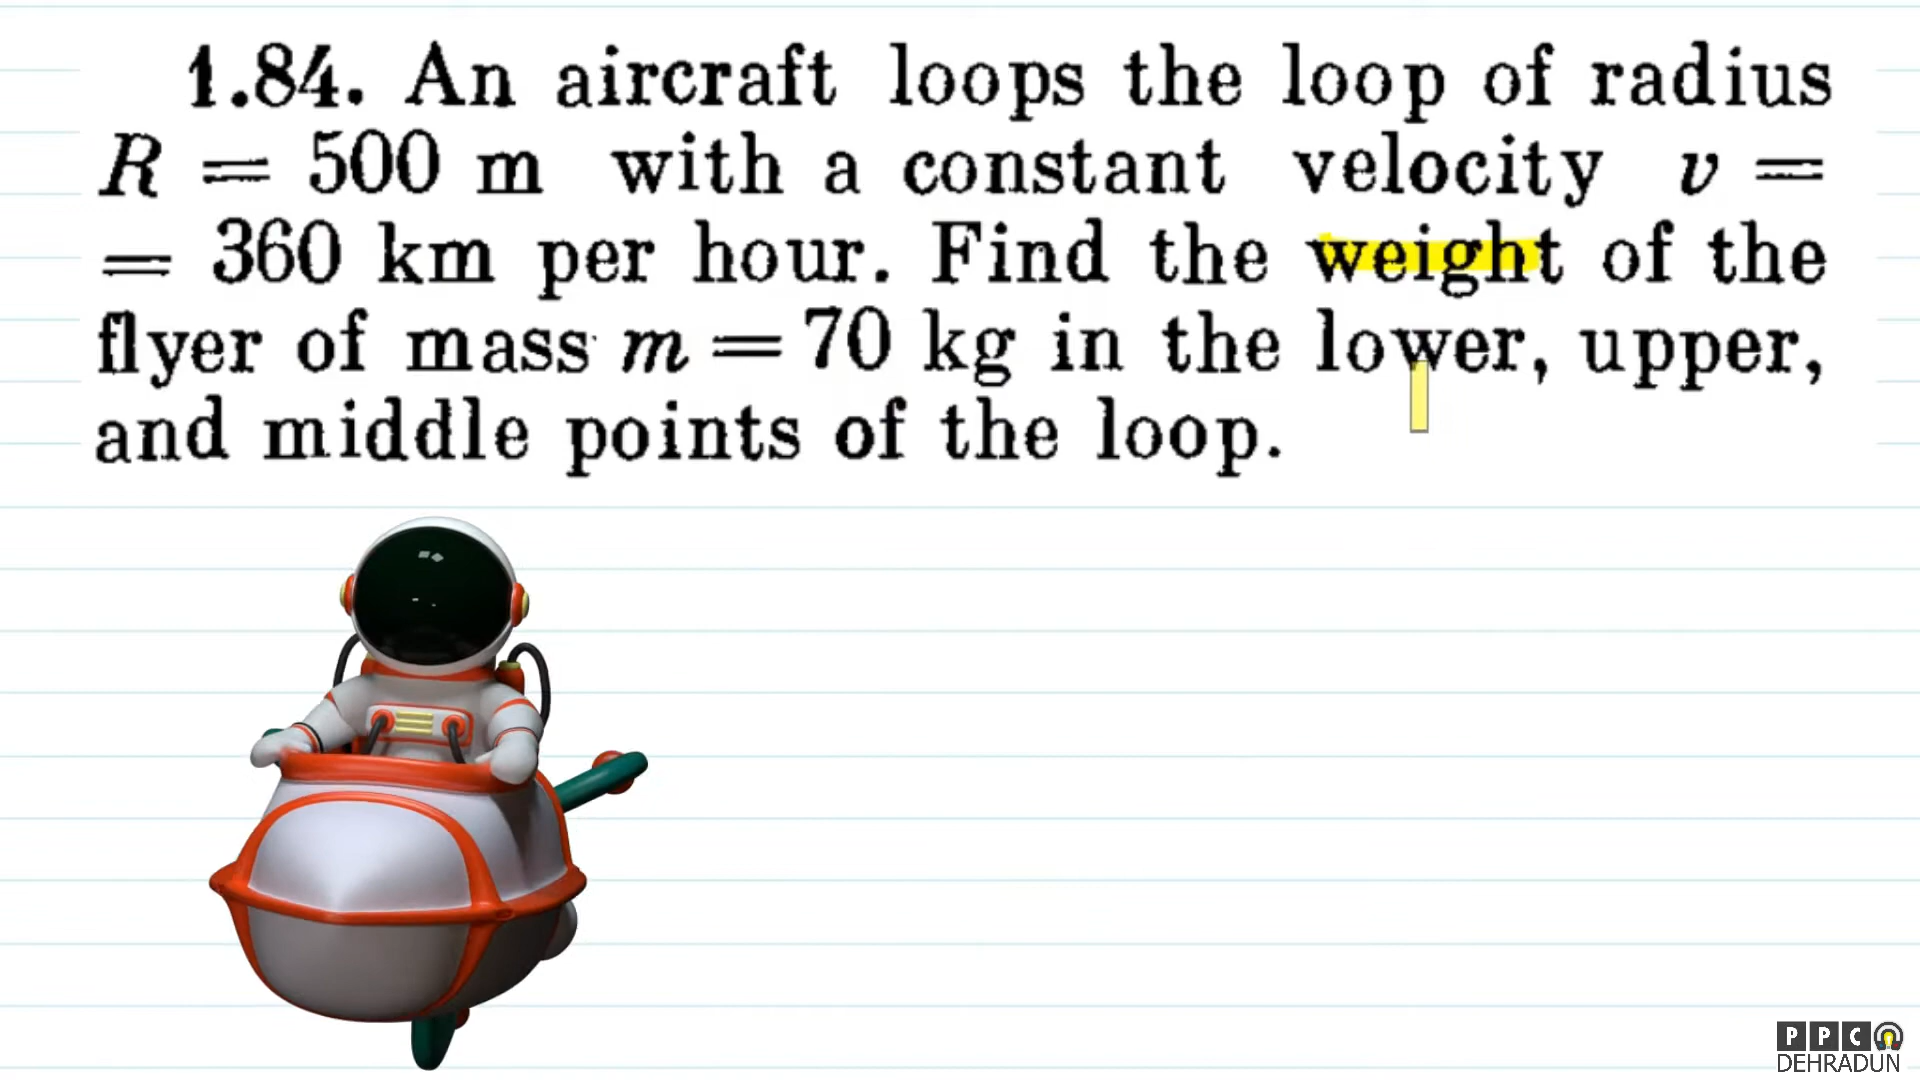 1.84. An aircraft loops the loop of radius
R = 500 m with a constant velocity v =
= 360 km per hour. Find the weight of the
flyer of mass m = 70 kg in the lower, upper,
and middle points of the loop.
PPC
DEHRADUN